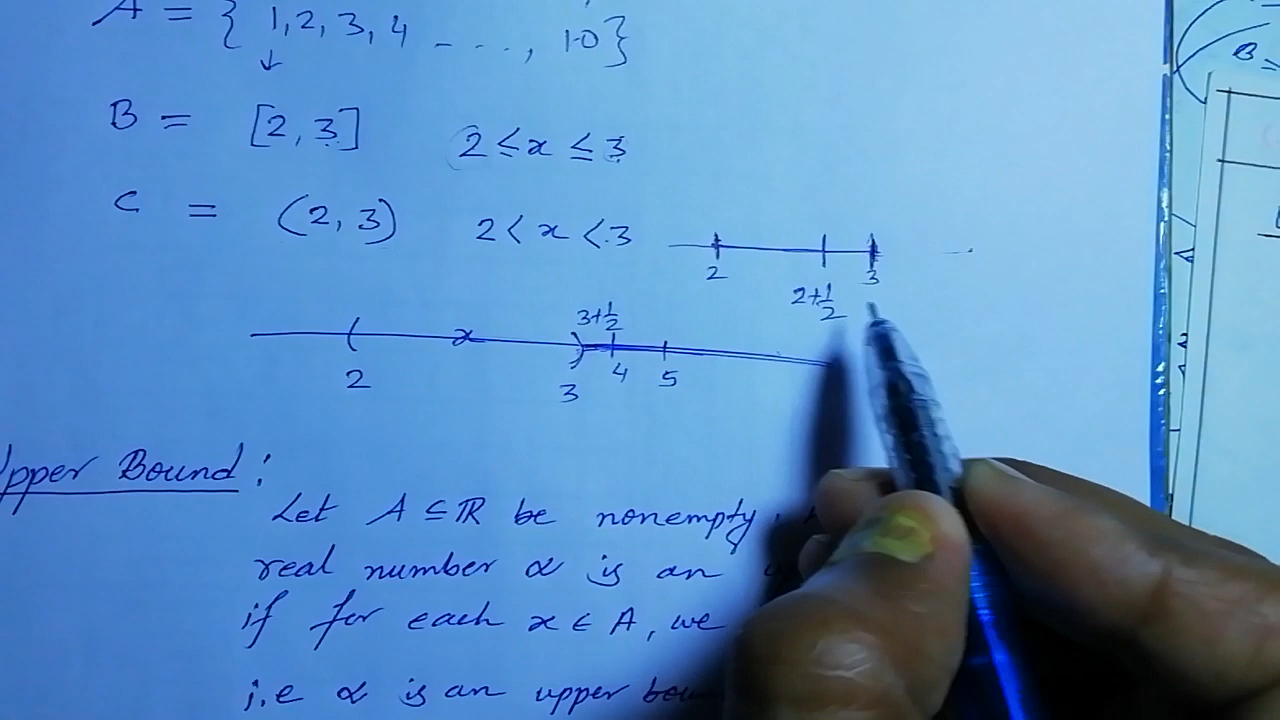 A = { 1, 2, 3, 4 - - - . , 10 }
↓
B = [2, 3] 2 ≤ x ≤ 3
C = (2, 3) 2 < x < 3
2 2+1/2 3
3+1/2
x
2 3 4 5
Upper Bound :
Let A ⊆ ℝ be nonempty.
real number α is an
if for each x ∈ A, we
i.e α is an upper
B =